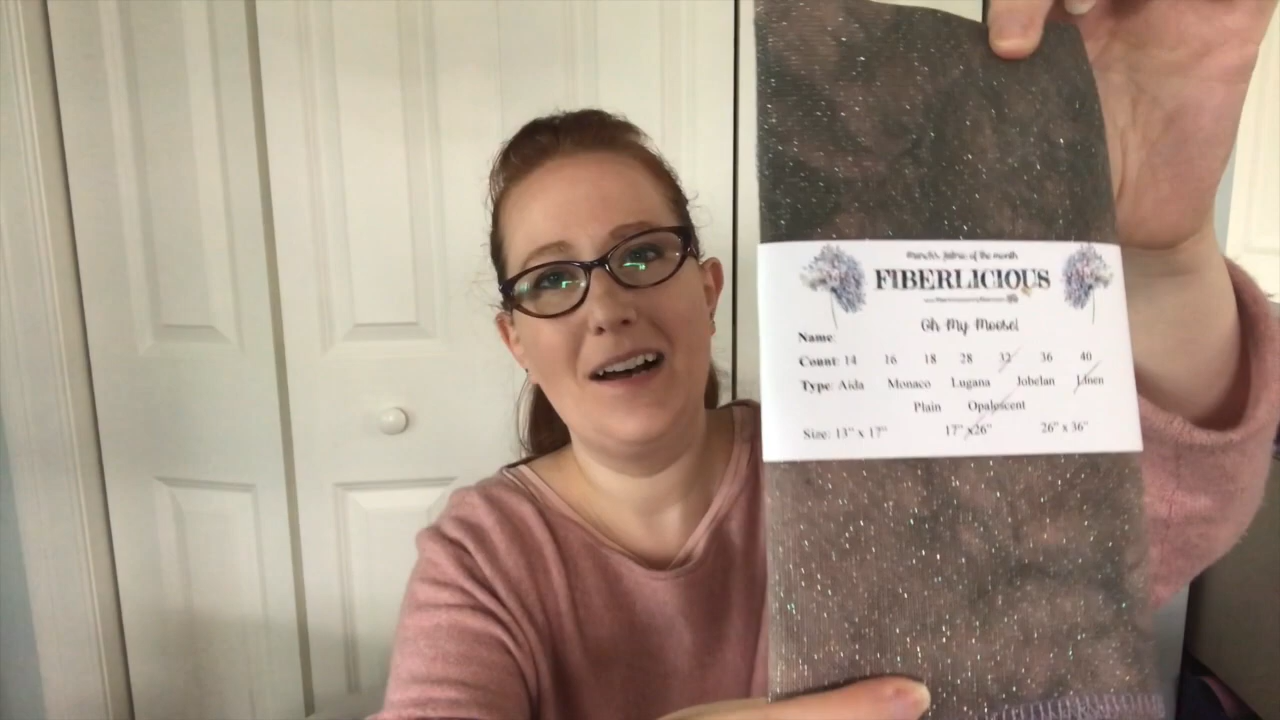 March's fabric of the month
FIBERLICIOUS
Oh My Moose!
Name:
Count: 14 16 18 28 32 36 40
Type: Aida Monaco Lugana Jobelan Linen
Plain Opalescent
Size: 13" x 17" 17" x26" 26" x 36"